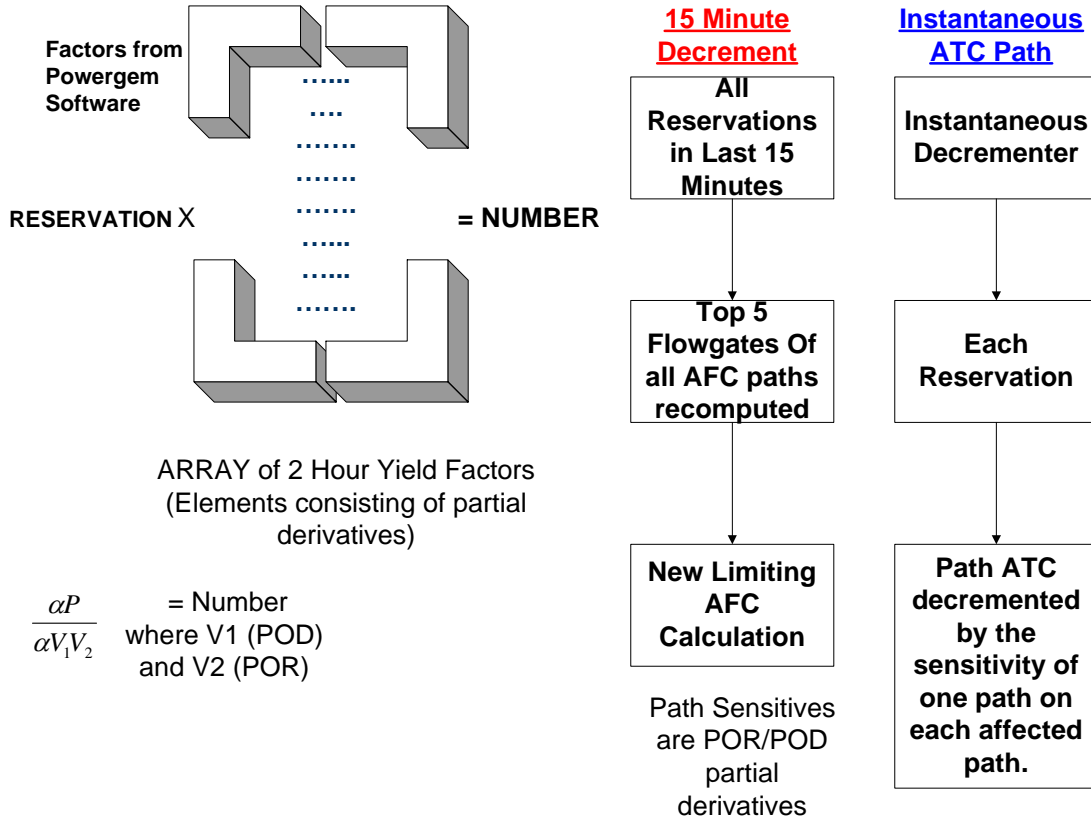 Factors from
Powergem
Software
…...
….
…….
…….
…….
…...
…...
…….
RESERVATION X
= NUMBER
ARRAY of 2 Hour Yield Factors
(Elements consisting of partial
derivatives)
αP
αV1V2
= Number
where V1 (POD)
and V2 (POR)
15 Minute
Decrement
All
Reservations
in Last 15
Minutes
Top 5
Flowgates Of
all AFC paths
recomputed
New Limiting
AFC
Calculation
Path Sensitives
are POR/POD
partial
derivatives
Instantaneous
ATC Path
Instantaneous
Decrementer
Each
Reservation
Path ATC
decremented
by the
sensitivity of
one path on
each affected
path.